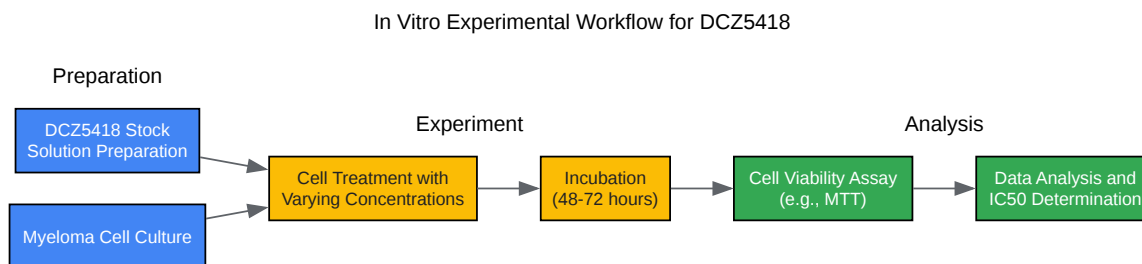 In Vitro Experimental Workflow for DCZ5418
Preparation
DCZ5418 Stock
Solution Preparation
Myeloma Cell Culture
Experiment
Cell Treatment with
Varying Concentrations
Incubation
(48-72 hours)
Analysis
Cell Viability Assay
(e.g., MTT)
Data Analysis and
IC50 Determination